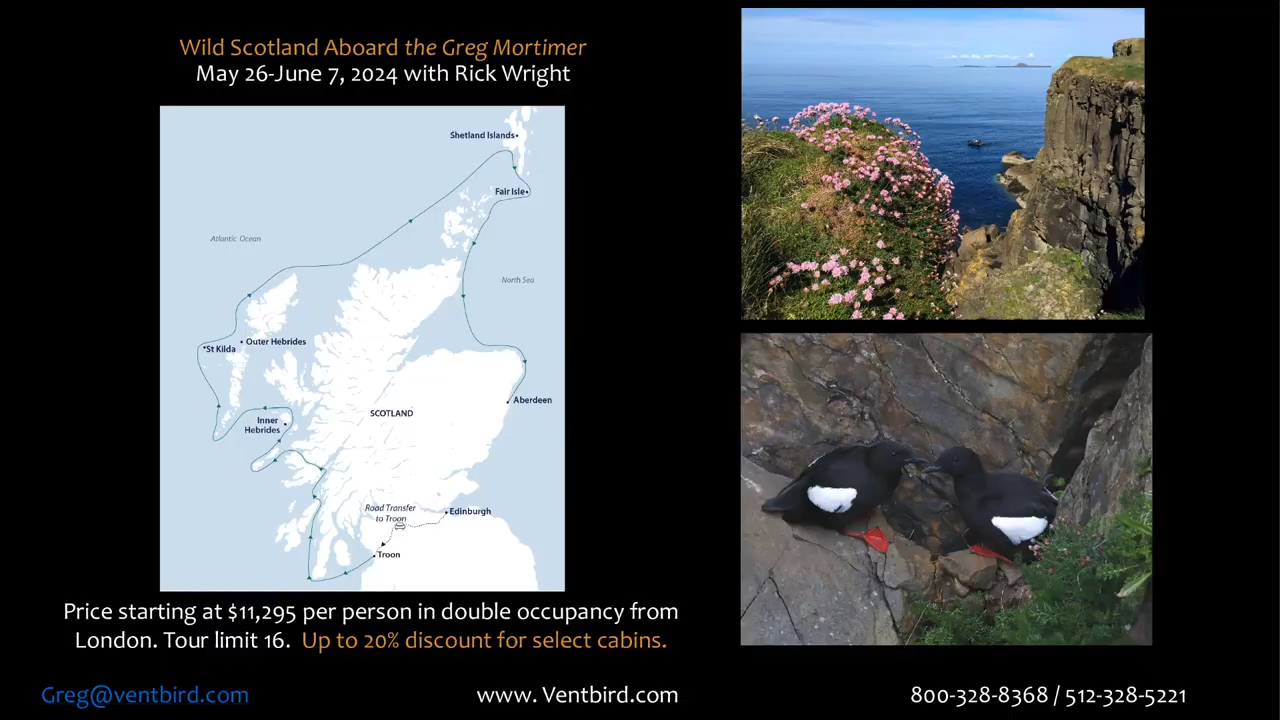 Wild Scotland Aboard the Greg Mortimer
May 26-June 7, 2024 with Rick Wright
Shetland Islands
Fair Isle
Atlantic Ocean
North Sea
Outer Hebrides
St Kilda
Aberdeen
SCOTLAND
Inner
Hebrides
Road Transfer
to Troon
Edinburgh
Troon
Price starting at $11,295 per person in double occupancy from
London. Tour limit 16. Up to 20% discount for select cabins.
Greg@ventbird.com
www. Ventbird.com
800-328-8368 / 512-328-5221